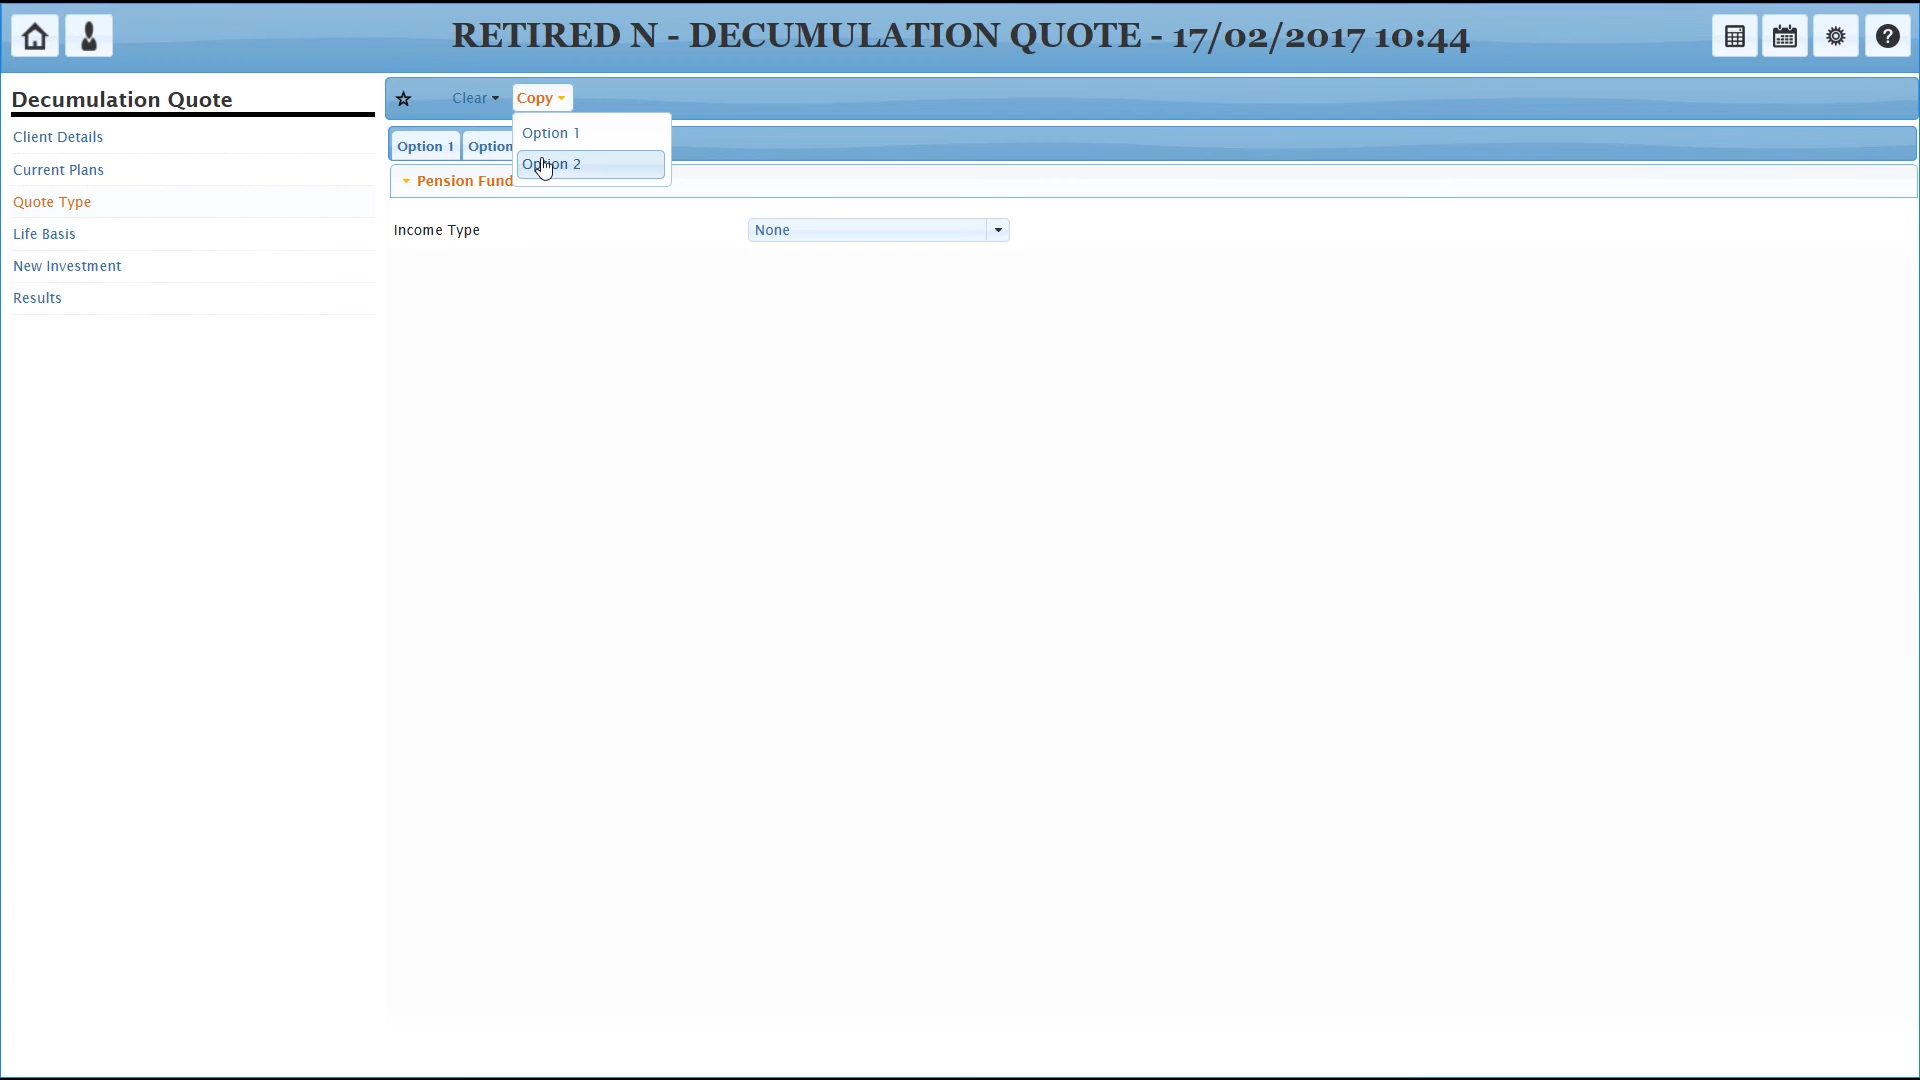 RETIRED N - DECUMULATION QUOTE - 17/02/2017 10:44
Decumulation Quote
Client Details
Current Plans
Quote Type
Life Basis
New Investment
Results
Clear
Copy
Option 1
Option 2
Option 1
Option
Pension Fund
Income Type
None